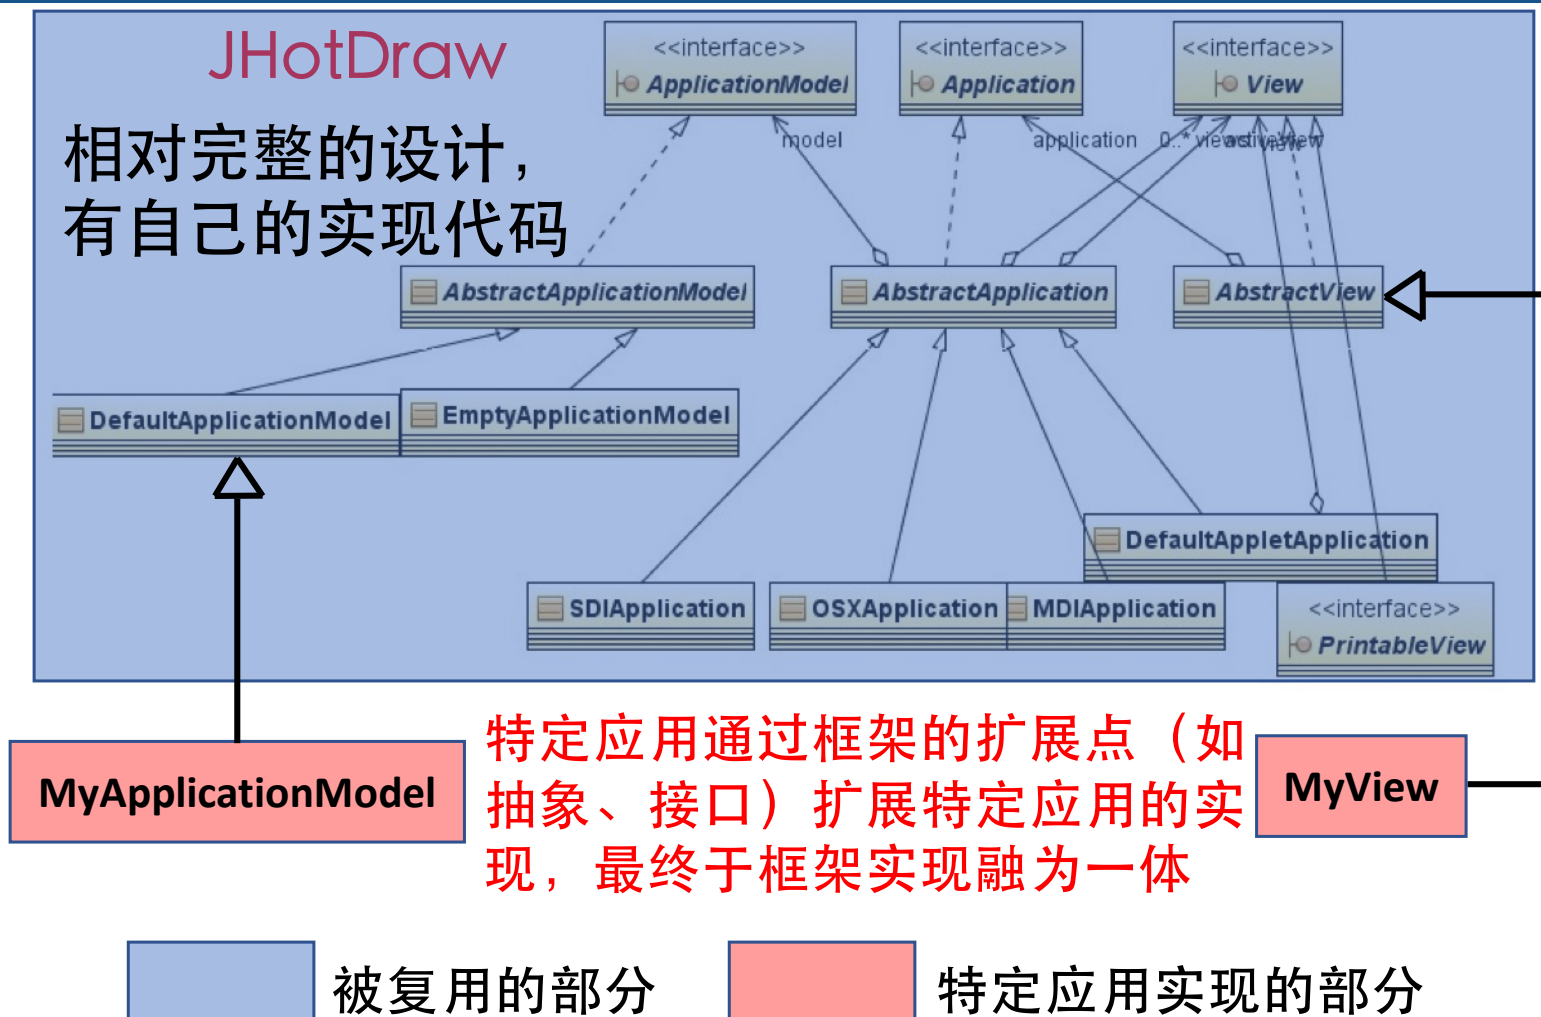 JHotDraw
相对完整的设计，
有自己的实现代码
<<interface>>
ApplicationModel
<<interface>>
Application
<<interface>>
View
model
application
0..* views
activeView
view
AbstractApplicationModel
AbstractApplication
AbstractView
DefaultApplicationModel
EmptyApplicationModel
DefaultAppletApplication
SDIApplication
OSXApplication
MDIApplication
<<interface>>
PrintableView
MyApplicationModel
特定应用通过框架的扩展点（如
抽象、接口）扩展特定应用的实
现，最终于框架实现融为一体
MyView
被复用的部分
特定应用实现的部分